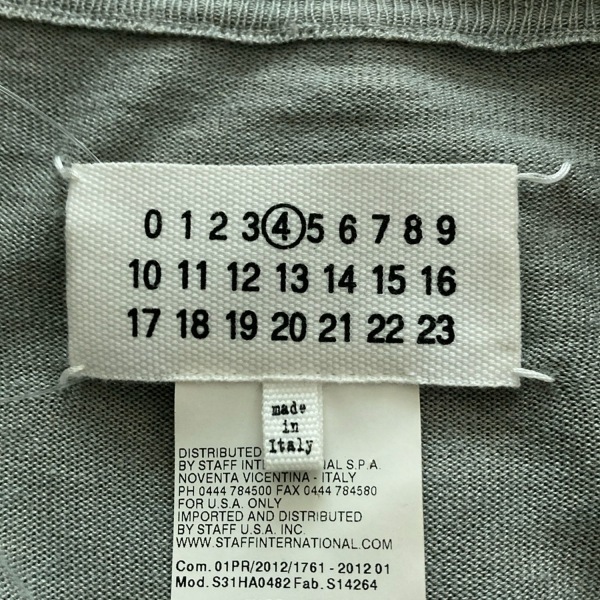 0 1 2 3 4 5 6 7 8 9
10 11 12 13 14 15 16
17 18 19 20 21 22 23
made
in
Italy
DISTRIBUTED
BY STAFF INTE NAL S.P.A.
NOVENTA VICENTINA - ITALY
PH 0444 784500 FAX 0444 784580
FOR U.S.A. ONLY
IMPORTED AND DISTRIBUTED
BY STAFF U.S.A. INC.
WWW.STAFFINTERNATIONAL.COM
Com. 01PR/2012/1761 - 2012 01
Mod. S31HA0482 Fab. S14264